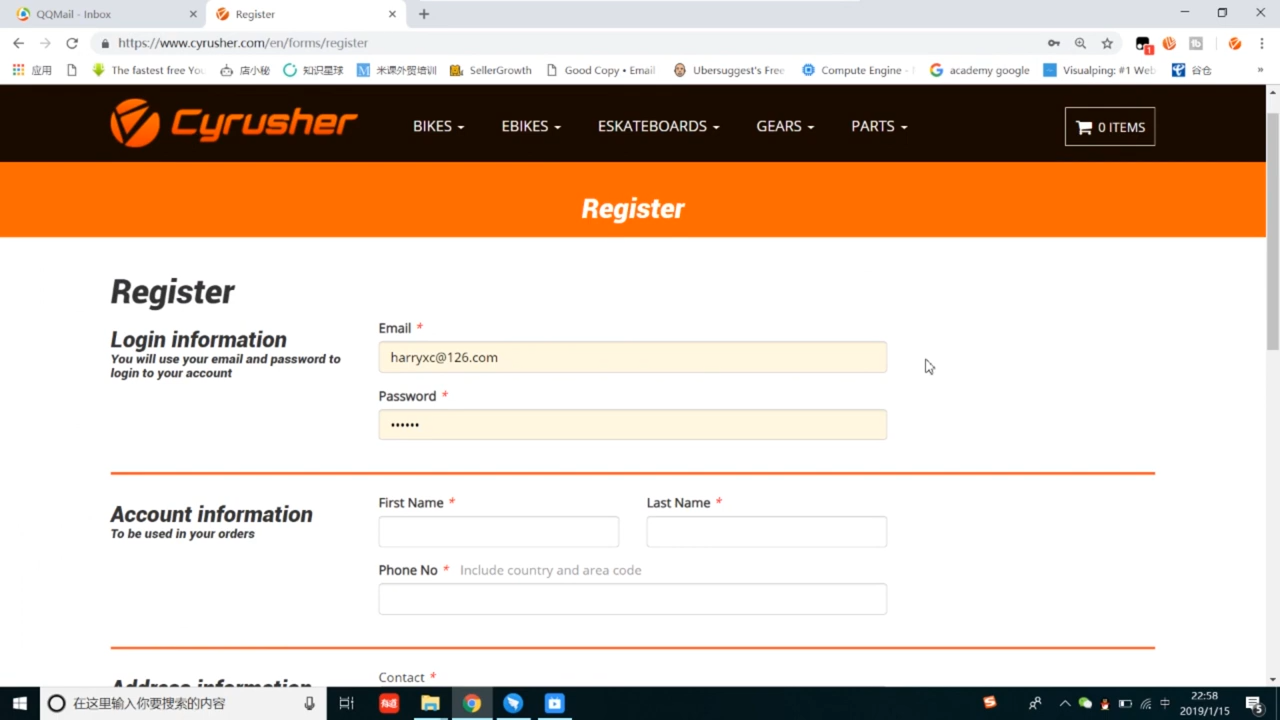 QQMail - Inbox
Register
https://www.cyrusher.com/en/forms/register
1
应用
The fastest free You
店小秘
知识星球
米课外贸培训
SellerGrowth
Good Copy • Email
Ubersuggest's Free
Compute Engine -
academy google
Visualping: #1 Web
谷仓
»
Cyrusher
BIKES
EBIKES
ESKATEBOARDS
GEARS
PARTS
0 ITEMS
Register
Register
Login information
You will use your email and password to
login to your account
Email *
harryxc@126.com
Password *
••••••
Account information
To be used in your orders
First Name *
Last Name *
Phone No * Include country and area code
Address information
Contact *
在这里输入你要搜索的内容
中
22:58
2019/1/15
5